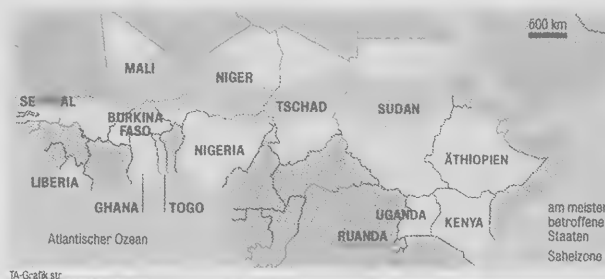 600 km
MALI
NIGER
SE AL
TSCHAD
SUDAN
BURKINA
FASO
NIGERIA
ÄTHIOPIEN
LIBERIA
GHANA
TOGO
UGANDA
KENYA
RUANDA
am meisten
betroffene
Staaten
Atlantischer Ozean
Sahelzone
TA-Grafik str